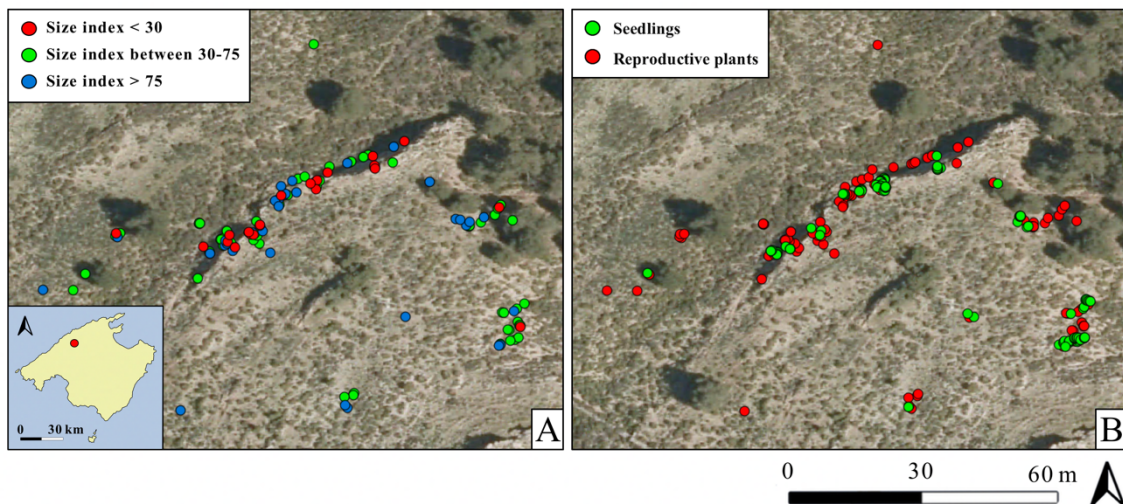 Size index < 30
Size index between 30-75
Size index > 75
0 30 km
A
Seedlings
Reproductive plants
B
0 30 60 m